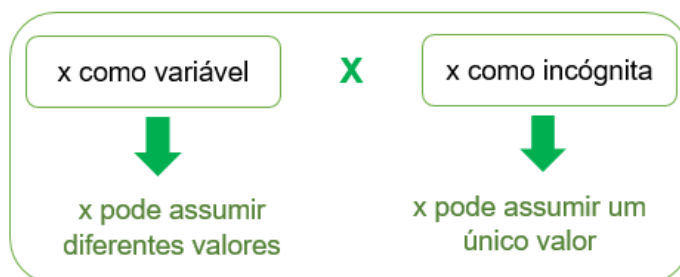 x como variável
X
x como incógnita
x pode assumir
diferentes valores
x pode assumir um
único valor